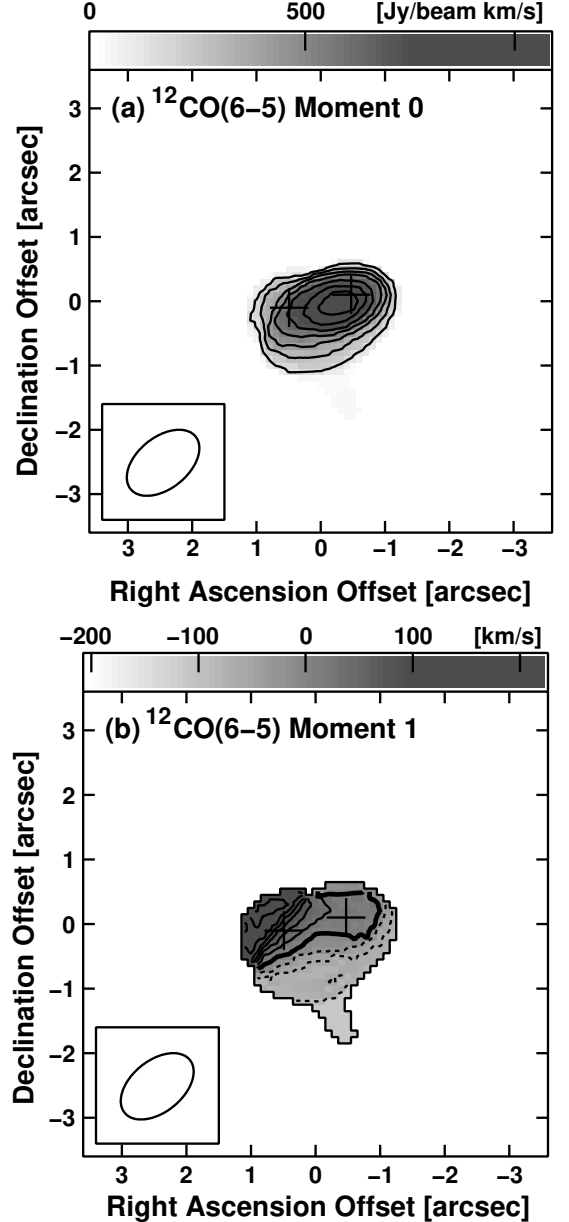 0 500 [Jy/beam km/s]
(a) ¹²CO(6−5) Moment 0
3
2
1
0
−1
−2
−3
Declination Offset [arcsec]
3 2 1 0 −1 −2 −3
Right Ascension Offset [arcsec]
−200 −100 0 100 [km/s]
(b) ¹²CO(6−5) Moment 1
3
2
1
0
−1
−2
−3
Declination Offset [arcsec]
3 2 1 0 −1 −2 −3
Right Ascension Offset [arcsec]